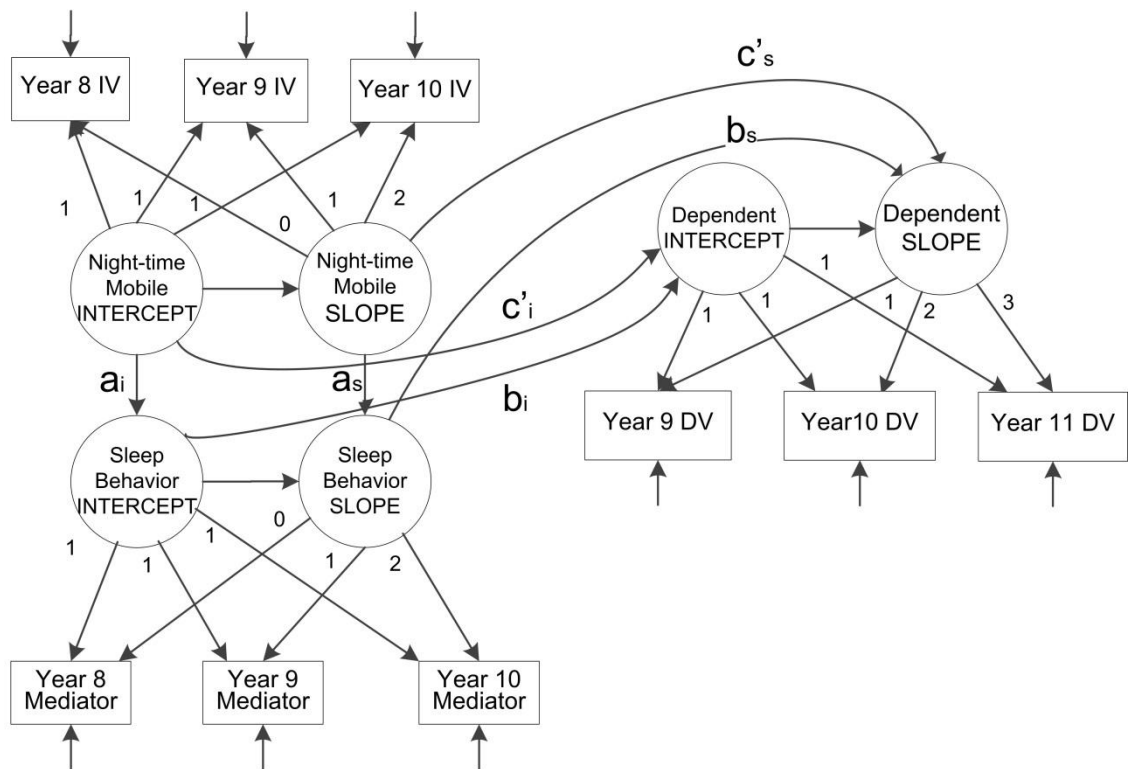 Year 8 IV
Year 9 IV
Year 10 IV
c's
bs
1
1
1
0
1
2
Night-time
Mobile
INTERCEPT
Night-time
Mobile
SLOPE
Dependent
INTERCEPT
Dependent
SLOPE
c'i
ai
as
bi
1
1
1
1
2
3
Year 9 DV
Year10 DV
Year 11 DV
Sleep
Behavior
INTERCEPT
Sleep
Behavior
SLOPE
1
1
1
0
1
2
Year 8
Mediator
Year 9
Mediator
Year 10
Mediator